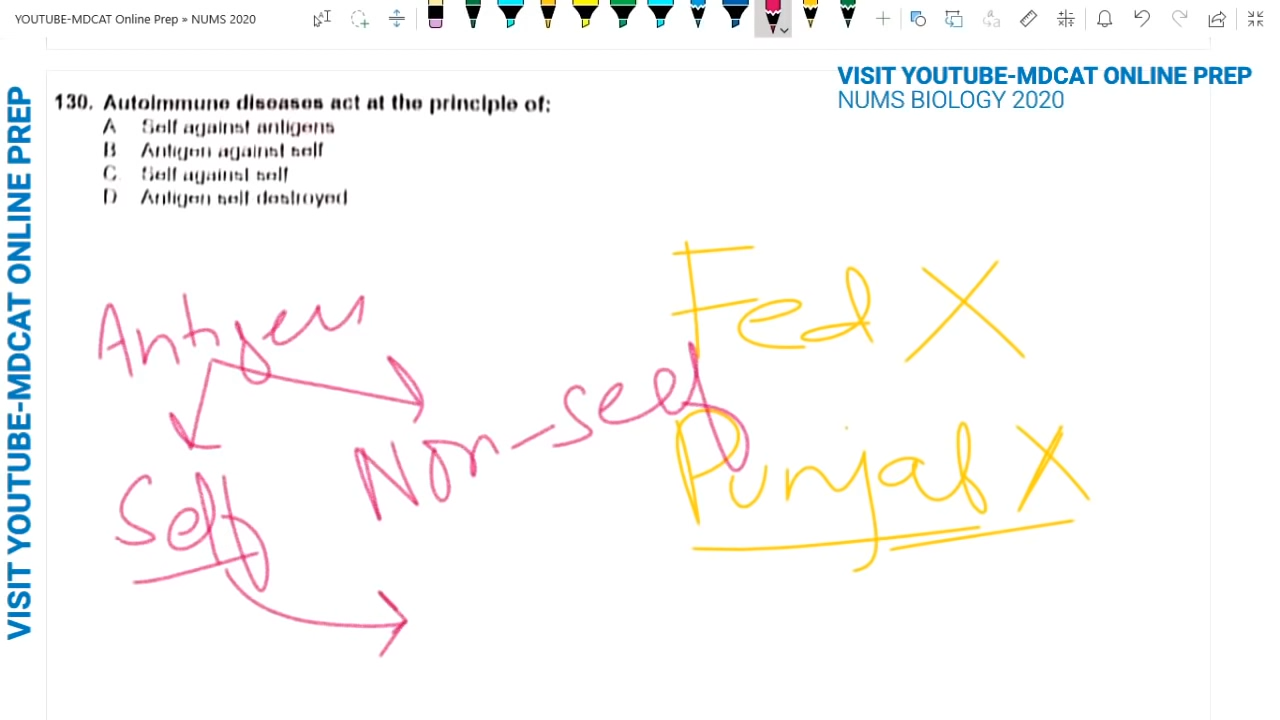 YOUTUBE-MDCAT Online Prep » NUMS 2020
VISIT YOUTUBE-MDCAT ONLINE PREP
NUMS BIOLOGY 2020
VISIT YOUTUBE-MDCAT ONLINE PREP
130. Autoimmune diseases act at the principle of:
A Self against antigens
B Antigen against self
C. Self against self
D Antigen self destroyed
Fed X
Antigen
Non-self
Punjab X
Self